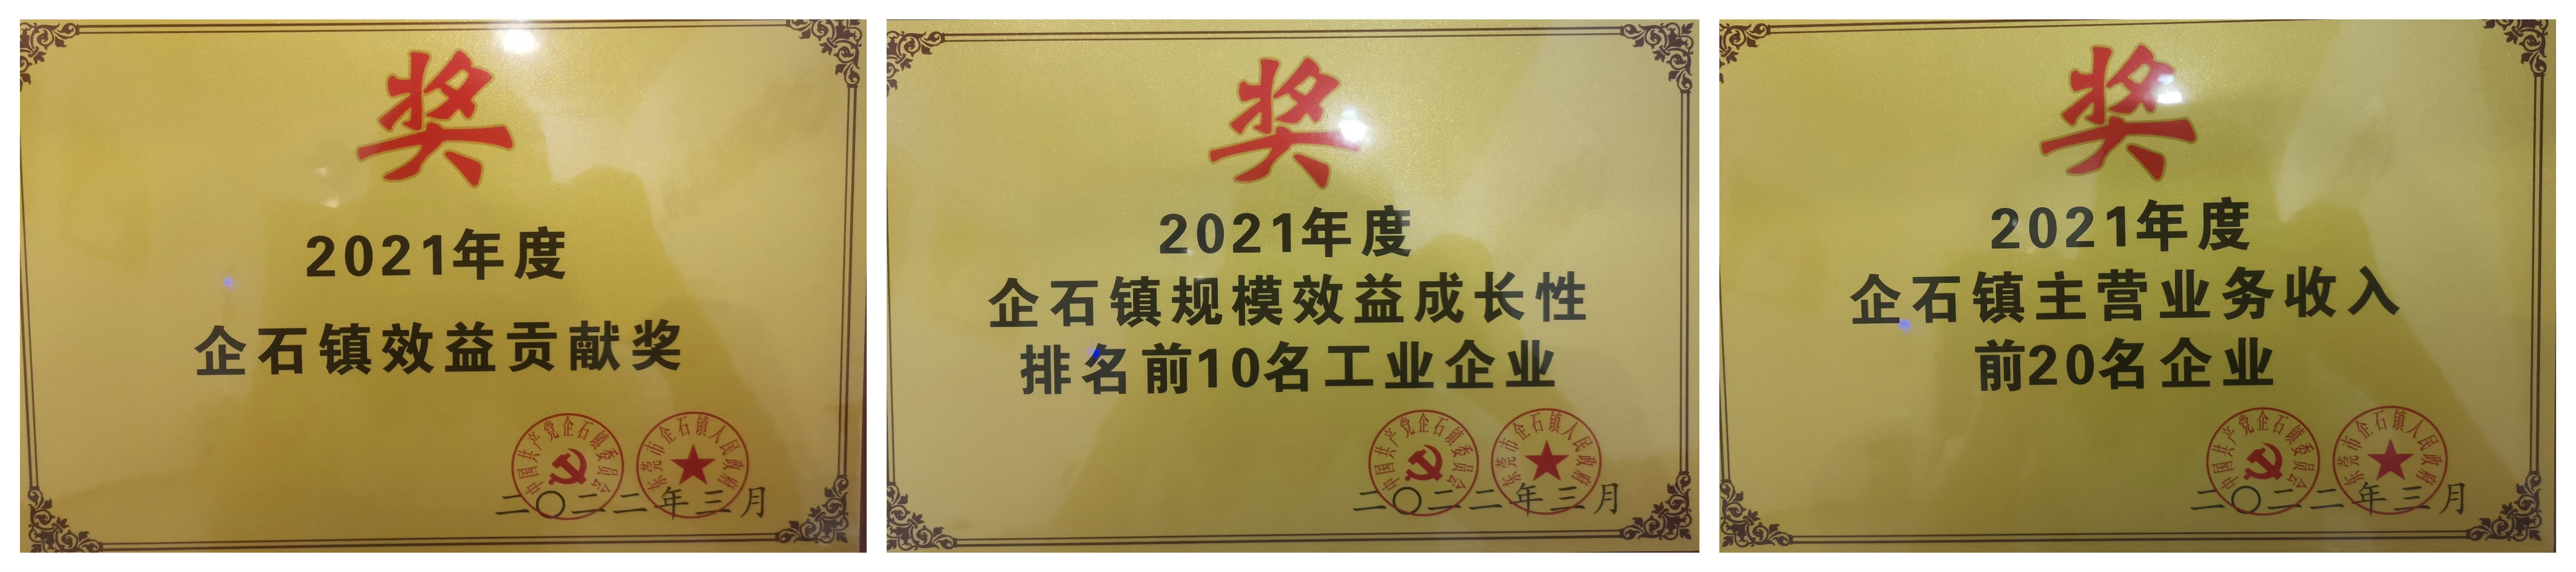 奖
2021年度
企石镇效益贡献奖
中国共产党企石镇委员会
东莞市企石镇人民政府
二〇二二年三月
奖
2021年度
企石镇规模效益成长性
排名前10名工业企业
中国共产党企石镇委员会
东莞市企石镇人民政府
二〇二二年三月
奖
2021年度
企石镇主营业务收入
前20名企业
中国共产党企石镇委员会
东莞市企石镇人民政府
二〇二二年三月